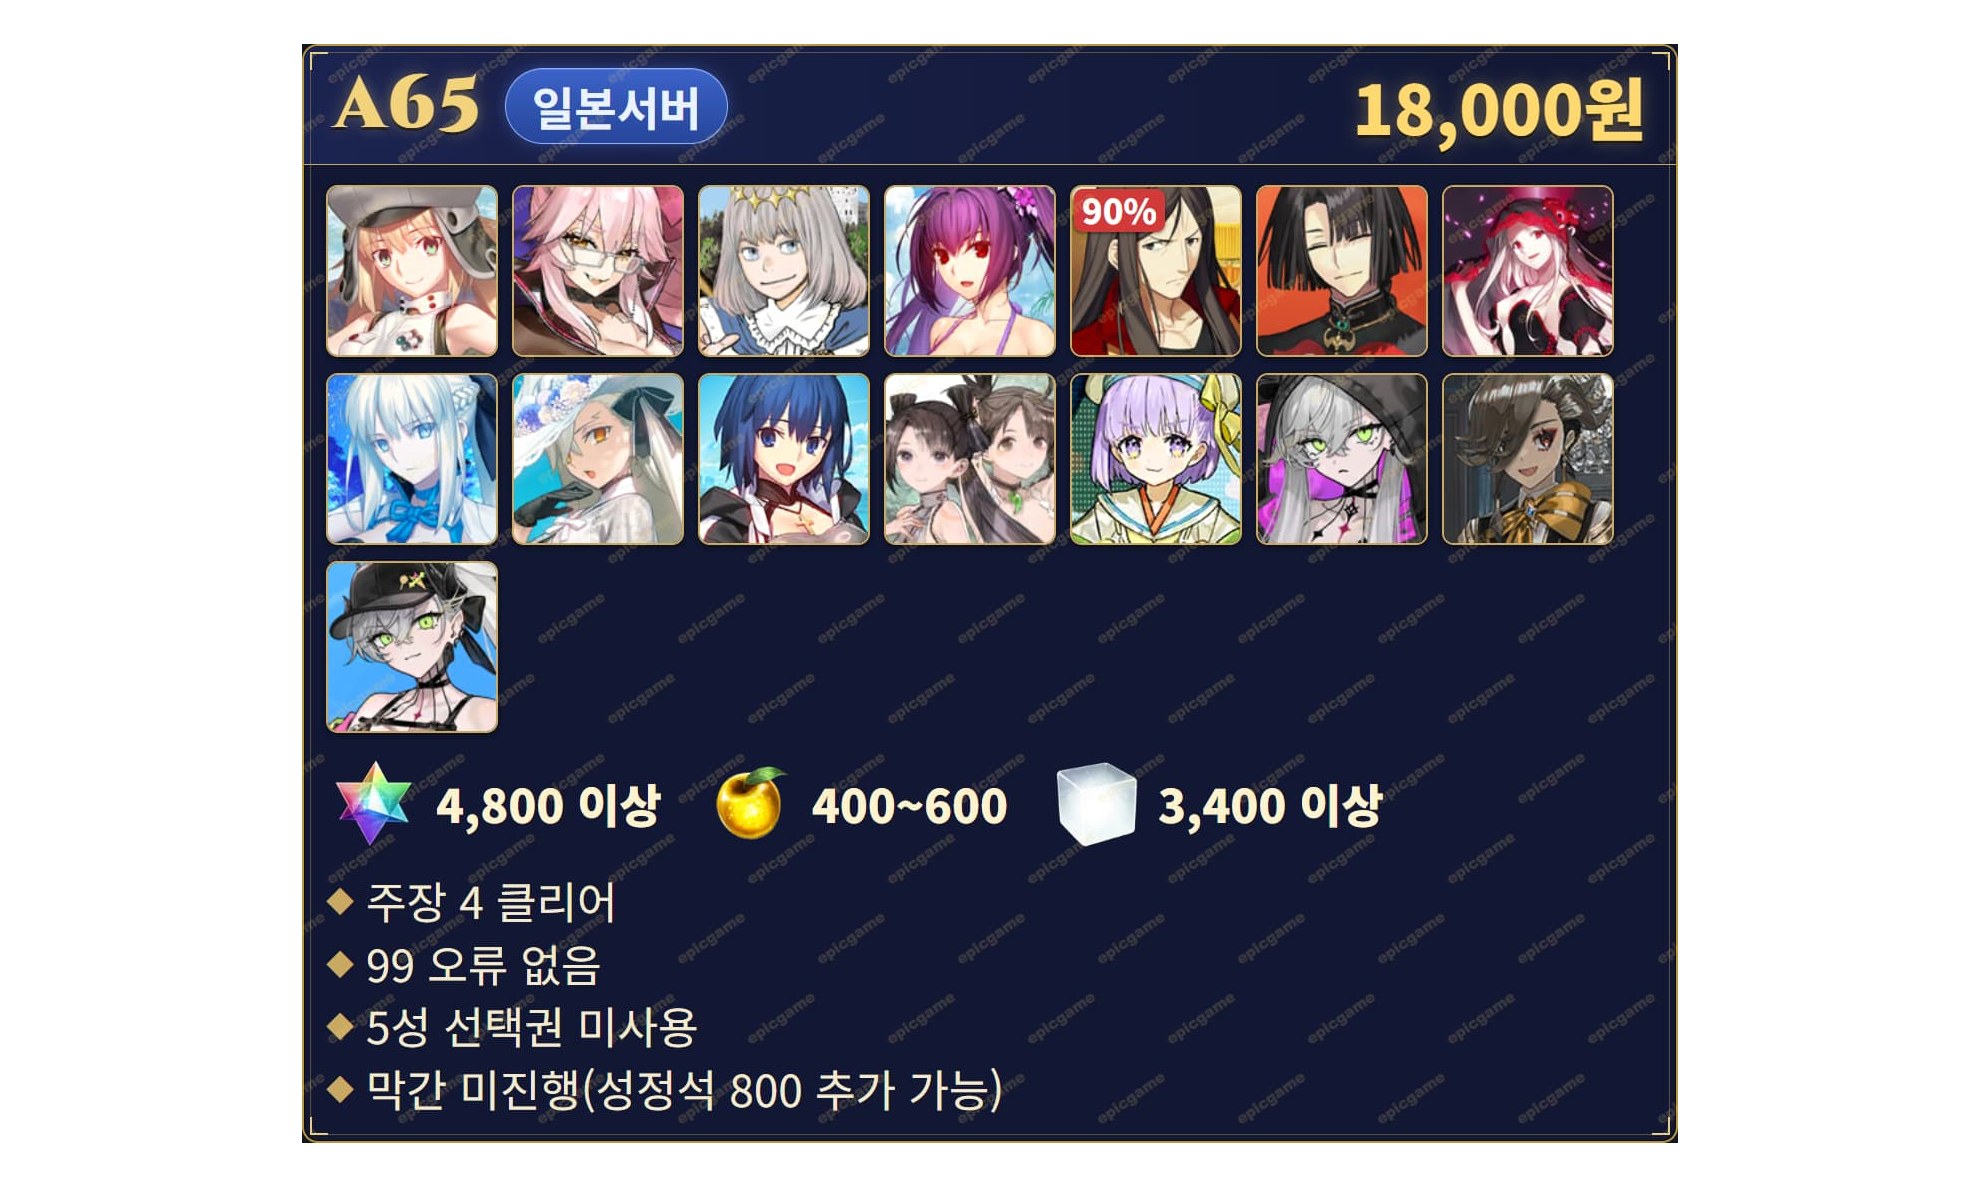 A65 일본서버 18,000원
90%
4,800 이상 400~600 3,400 이상
주장 4 클리어
99 오류 없음
5성 선택권 미사용
막간 미진행(성정석 800 추가 가능)
epicgame